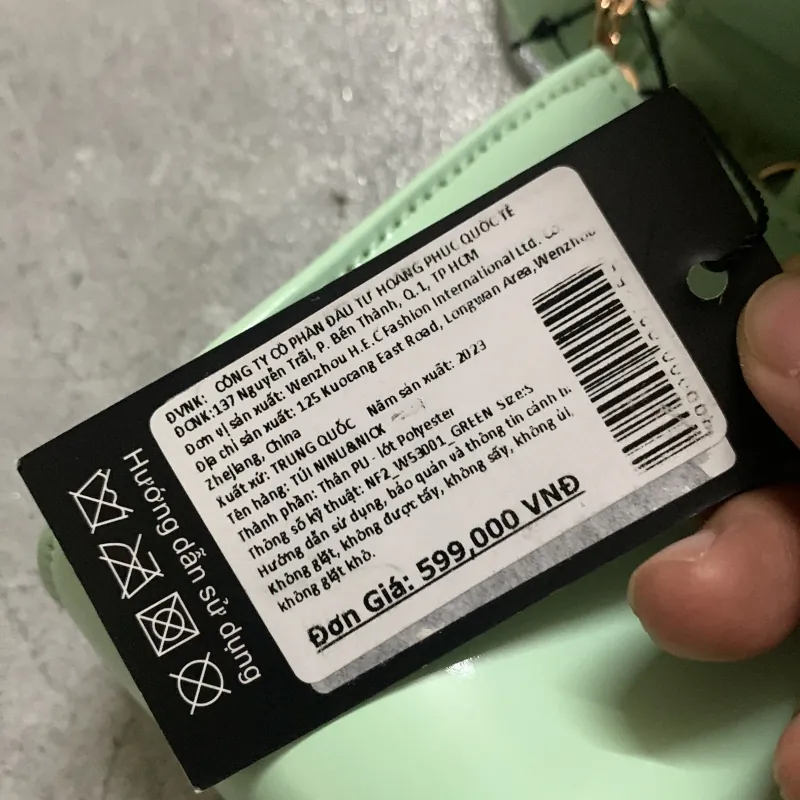 ĐVNK: CÔNG TY CỔ PHẦN ĐẦU TƯ HOÀNG PHÚC QUỐC TẾ
ĐCNK:137 Nguyễn Trãi, P. Bến Thành, Q.1, TP HCM
Đơn vị sản xuất: Wenzhou H.E.C Fashion International Ltd. Co.
Địa chỉ sản xuất: 125 Kuocang East Road, Longwan Area,Wenzhou
Zhejiang, China
Xuất xứ: TRUNG QUỐC Năm sản xuất: 2023
Tên hàng: TÚI NINU&NICK
Thành phần: Thân PU - lót Polyester
Thông số kỹ thuật: NF2_W53001_GREEN Size:S
Hướng dẫn sử dụng, bảo quản và thông tin cảnh
Không giặt, không được tẩy, không sấy, không ủi,
không giặt khô.
Đơn Giá: 599,000 VNĐ
Hướng dẫn sử dụng